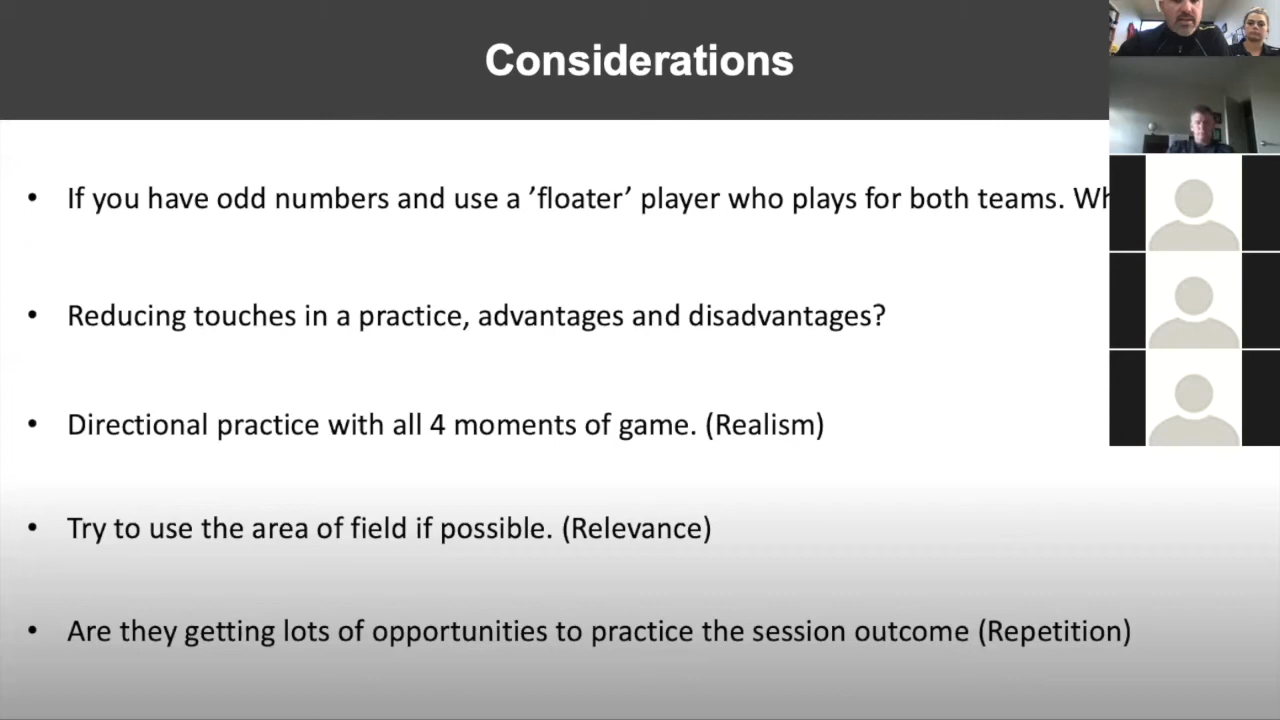 Considerations
• If you have odd numbers and use a ’floater’ player who plays for both teams.
• Reducing touches in a practice, advantages and disadvantages?
• Directional practice with all 4 moments of game. (Realism)
• Try to use the area of field if possible. (Relevance)
• Are they getting lots of opportunities to practice the session outcome (Repetition)